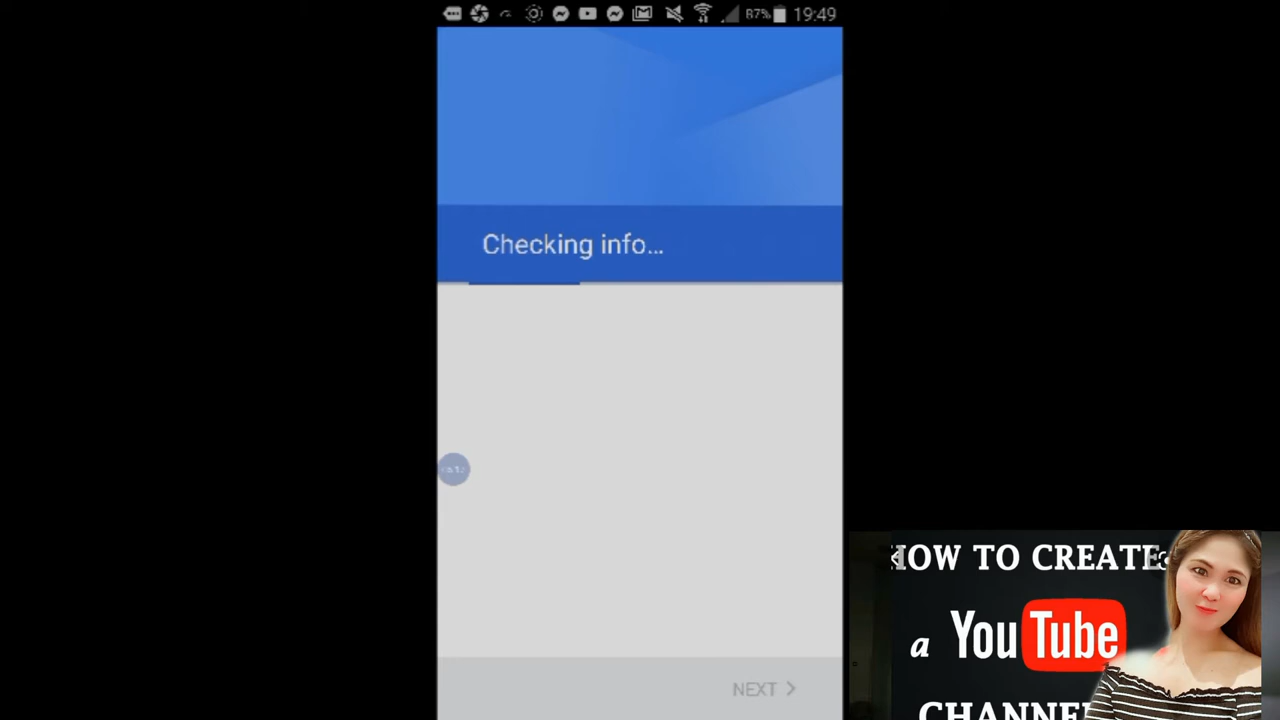 87% 19:49
Checking info...
NEXT
HOW TO CREATE
a YouTube
CHANNEL